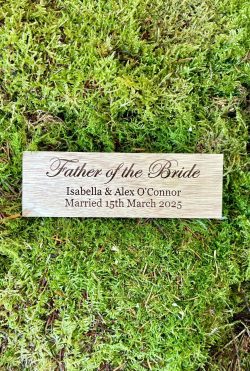 Father of the Bride
Isabella & Alex O'Connor
Married 15th March 2025